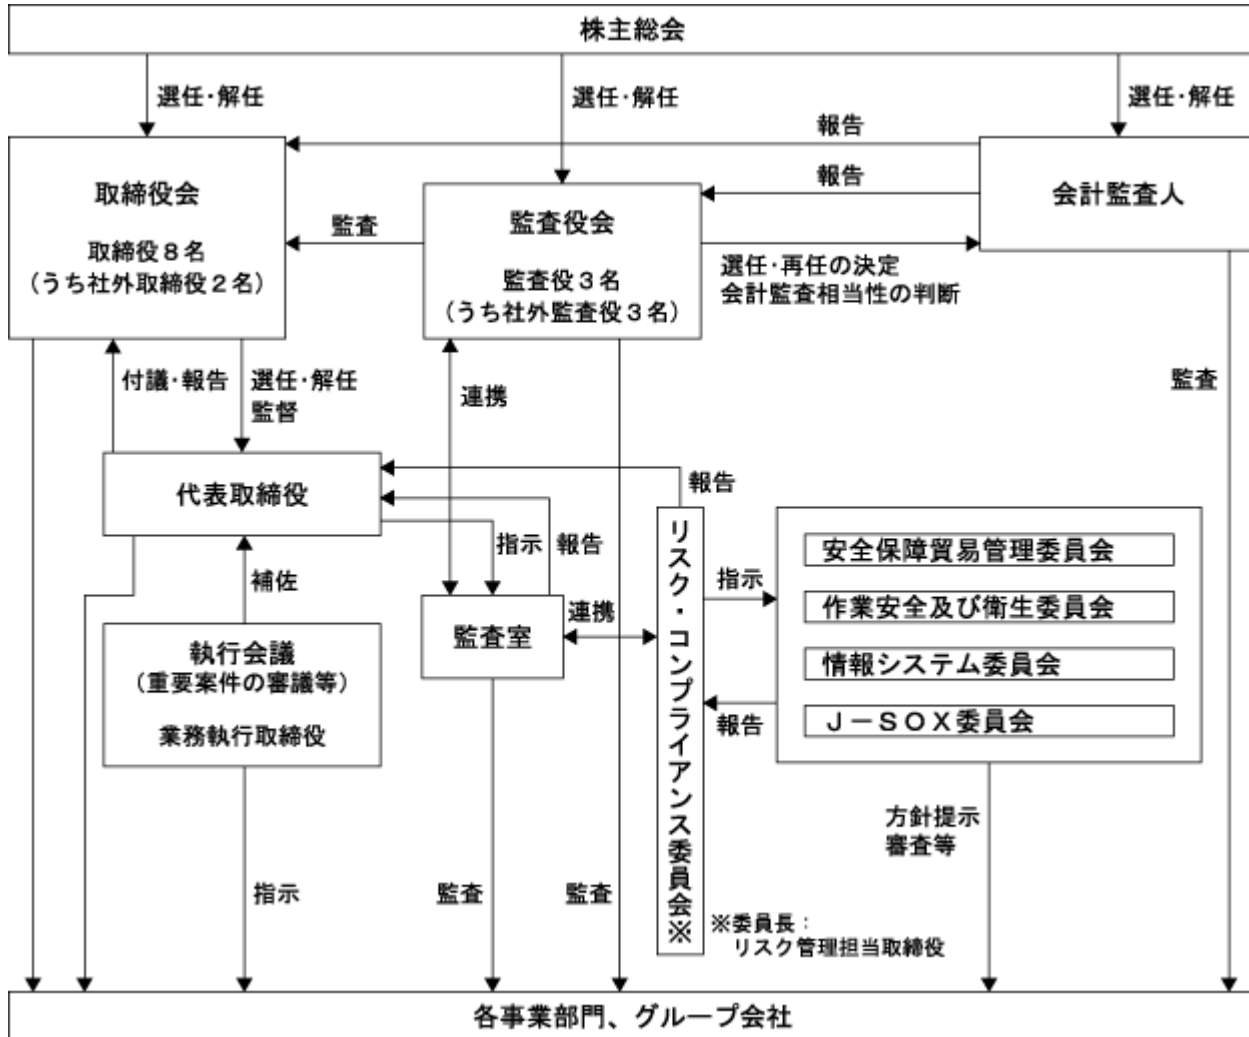 株主総会
選任・解任
選任・解任
選任・解任
報告
取締役会
取締役８名
（うち社外取締役２名）
監査
監査役会
監査役３名
（うち社外監査役３名）
報告
会計監査人
選任・再任の決定
会計監査相当性の判断
付議・報告
選任・解任
監督
連携
監査
代表取締役
報告
指示
報告
補佐
執行会議
（重要案件の審議等）
業務執行取締役
監査室
連携
リスク・コンプライアンス委員会※
指示
報告
安全保障貿易管理委員会
作業安全及び衛生委員会
情報システム委員会
Ｊ－ＳＯＸ委員会
方針提示
審査等
指示
監査
監査
※委員長：
リスク管理担当取締役
各事業部門、グループ会社